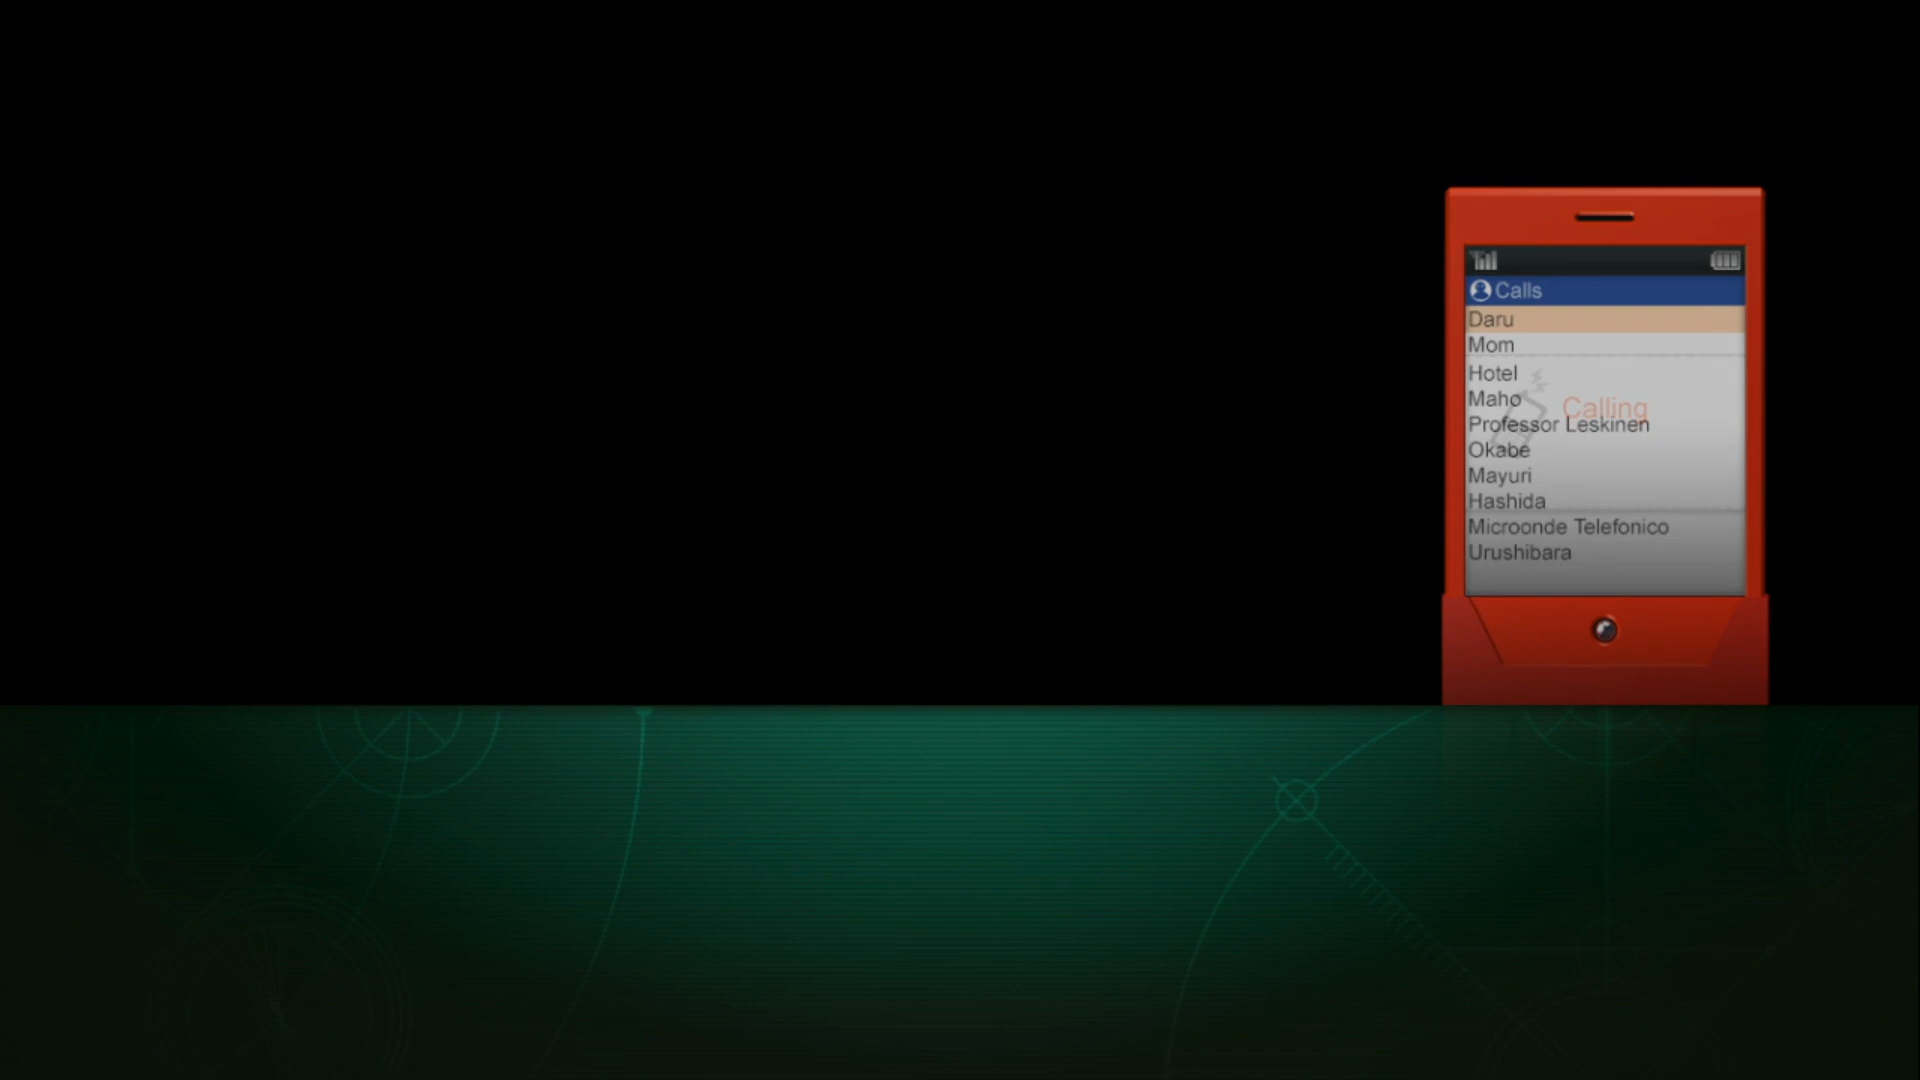 Calls
Daru
Mom
Hotel
Maho
Calling
Professor Leskinen
Okabe
Mayuri
Hashida
Microonde Telefonico
Urushibara